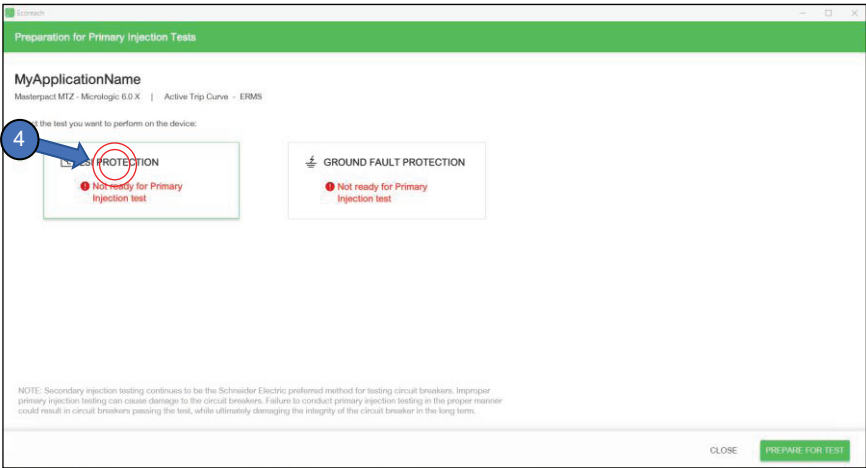 Ecoreach
Preparation for Primary Injection Tests
MyApplicationName
Masterpact MTZ - Micrologic 6.0 X | Active Trip Curve - ERMS
the test you want to perform on the device:
4
PROTECTION
GROUND FAULT PROTECTION
Not ready for Primary
Injection test
Not ready for Primary
Injection test
NOTE: Secondary injection testing continues to be the Schneider Electric preferred method for testing circuit breakers. Improper
primary injection testing can cause damage to the circuit breakers. Failure to conduct primary injection testing in the proper manner
could result in circuit breakers passing the test, while ultimately damaging the integrity of the circuit breaker in the long term.
CLOSE
PREPARE FOR TEST